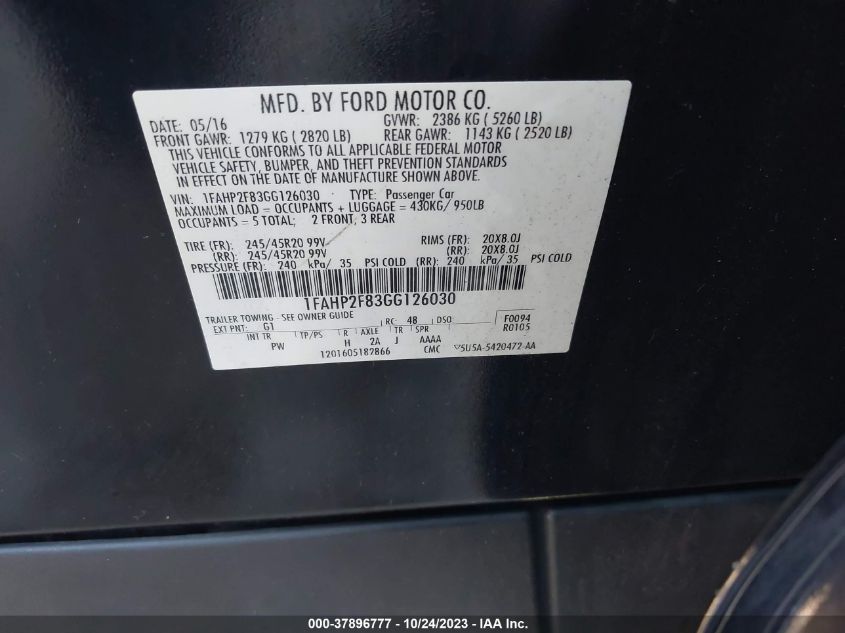 MFD. BY FORD MOTOR CO.
DATE: 05/16 GVWR: 2386 KG ( 5260 LB)
FRONT GAWR: 1279 KG ( 2820 LB) REAR GAWR: 1143 KG ( 2520 LB)
THIS VEHICLE CONFORMS TO ALL APPLICABLE FEDERAL MOTOR
VEHICLE SAFETY, BUMPER, AND THEFT PREVENTION STANDARDS
IN EFFECT ON THE DATE OF MANUFACTURE SHOWN ABOVE.
VIN: 1FAHP2F83GG126030 TYPE: Passenger Car
MAXIMUM LOAD = OCCUPANTS + LUGGAGE = 430KG/ 950LB
OCCUPANTS = 5 TOTAL; 2 FRONT, 3 REAR
TIRE (FR): 245/45R20 99V RIMS (FR): 20X8.0J
(RR): 245/45R20 99V (RR): 20X8.0J
PRESSURE (FR): 240 kPa/ 35 PSI COLD (RR): 240 kPa/ 35 PSI COLD
1FAHP2F83GG126030
TRAILER TOWING - SEE OWNER GUIDE
EXT PNT: G1 RC: 48 DSO: F0094
R0105
INT TR TP/PS R AXLE TR SPR
PW H 2A J AAAA
1201605187866 CMC 5U5A-5420472-AA
000-37896777 - 10/24/2023 - IAA Inc.